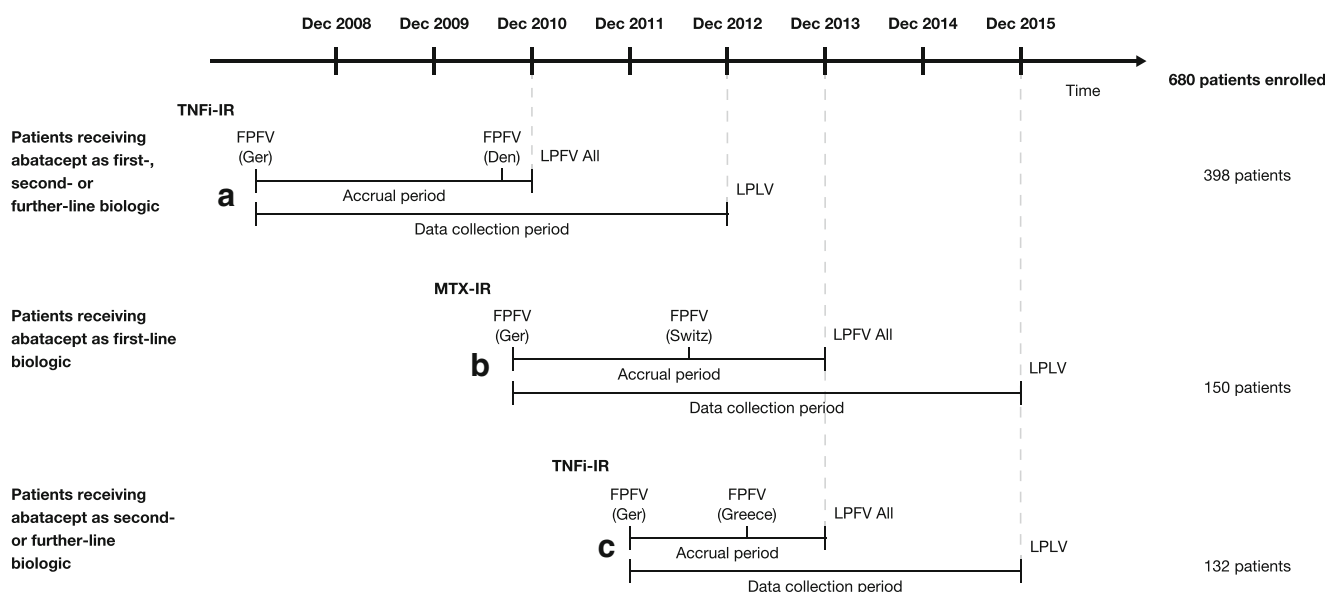 Dec 2008 Dec 2009 Dec 2010 Dec 2011 Dec 2012 Dec 2013 Dec 2014 Dec 2015
Time
680 patients enrolled
TNFi-IR
Patients receiving
abatacept as first-,
second- or
further-line biologic
a
FPFV
(Ger)
FPFV
(Den)
LPFV All
Accrual period
LPLV
Data collection period
398 patients
MTX-IR
Patients receiving
abatacept as first-line
biologic
b
FPFV
(Ger)
FPFV
(Switz)
LPFV All
Accrual period
LPLV
Data collection period
150 patients
TNFi-IR
Patients receiving
abatacept as second-
or further-line
biologic
c
FPFV
(Ger)
FPFV
(Greece)
LPFV All
Accrual period
LPLV
Data collection period
132 patients